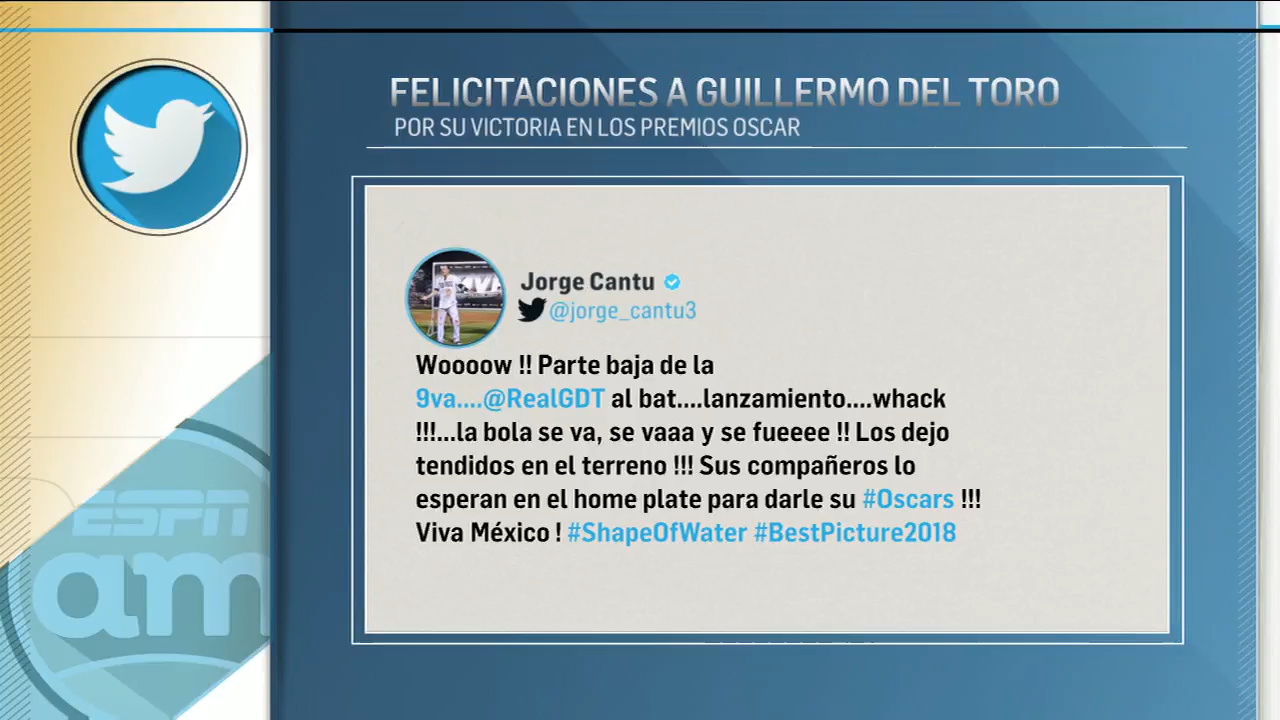 FELICITACIONES A GUILLERMO DEL TORO
POR SU VICTORIA EN LOS PREMIOS OSCAR
Jorge Cantu
@jorge_cantu3
Woooow !! Parte baja de la
9va....@RealGDT al bat....lanzamiento....whack
!!!...la bola se va, se vaaa y se fueeee !! Los dejo
tendidos en el terreno !!! Sus compañeros lo
esperan en el home plate para darle su #Oscars !!!
Viva México ! #ShapeOfWater #BestPicture2018
ESPN
am